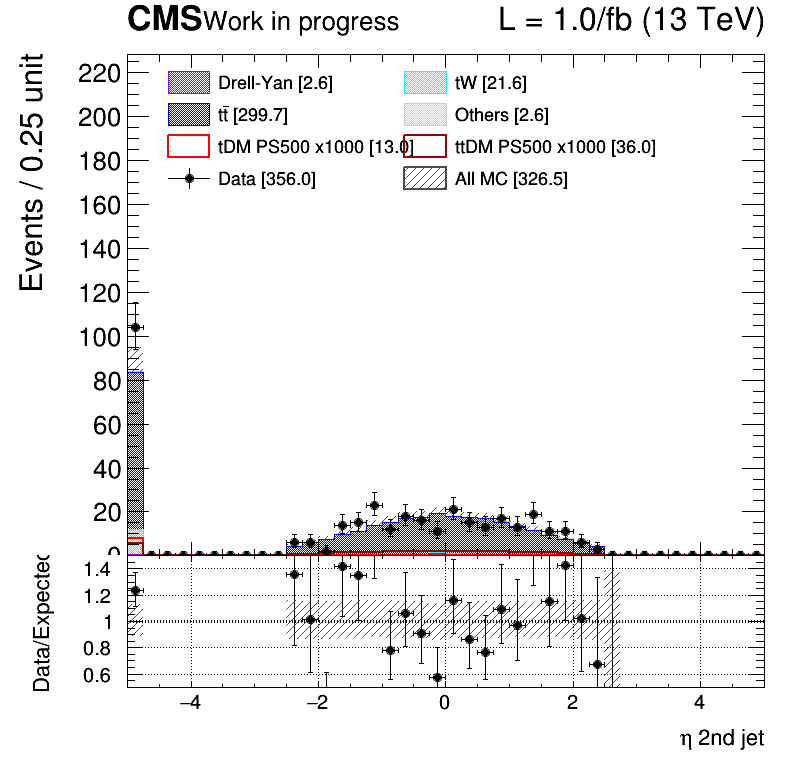 CMS Work in progress L = 1.0/fb (13 TeV)
Events / 0.25 unit
220
200
180
160
140
120
100
80
60
40
20
0
Drell-Yan [2.6] tW [21.6]
tt̄ [299.7] Others [2.6]
tDM PS500 x1000 [13.0] ttDM PS500 x1000 [36.0]
Data [356.0] All MC [326.5]
Data/Expected
1.4
1.2
1
0.8
0.6
−4 −2 0 2 4
η 2nd jet